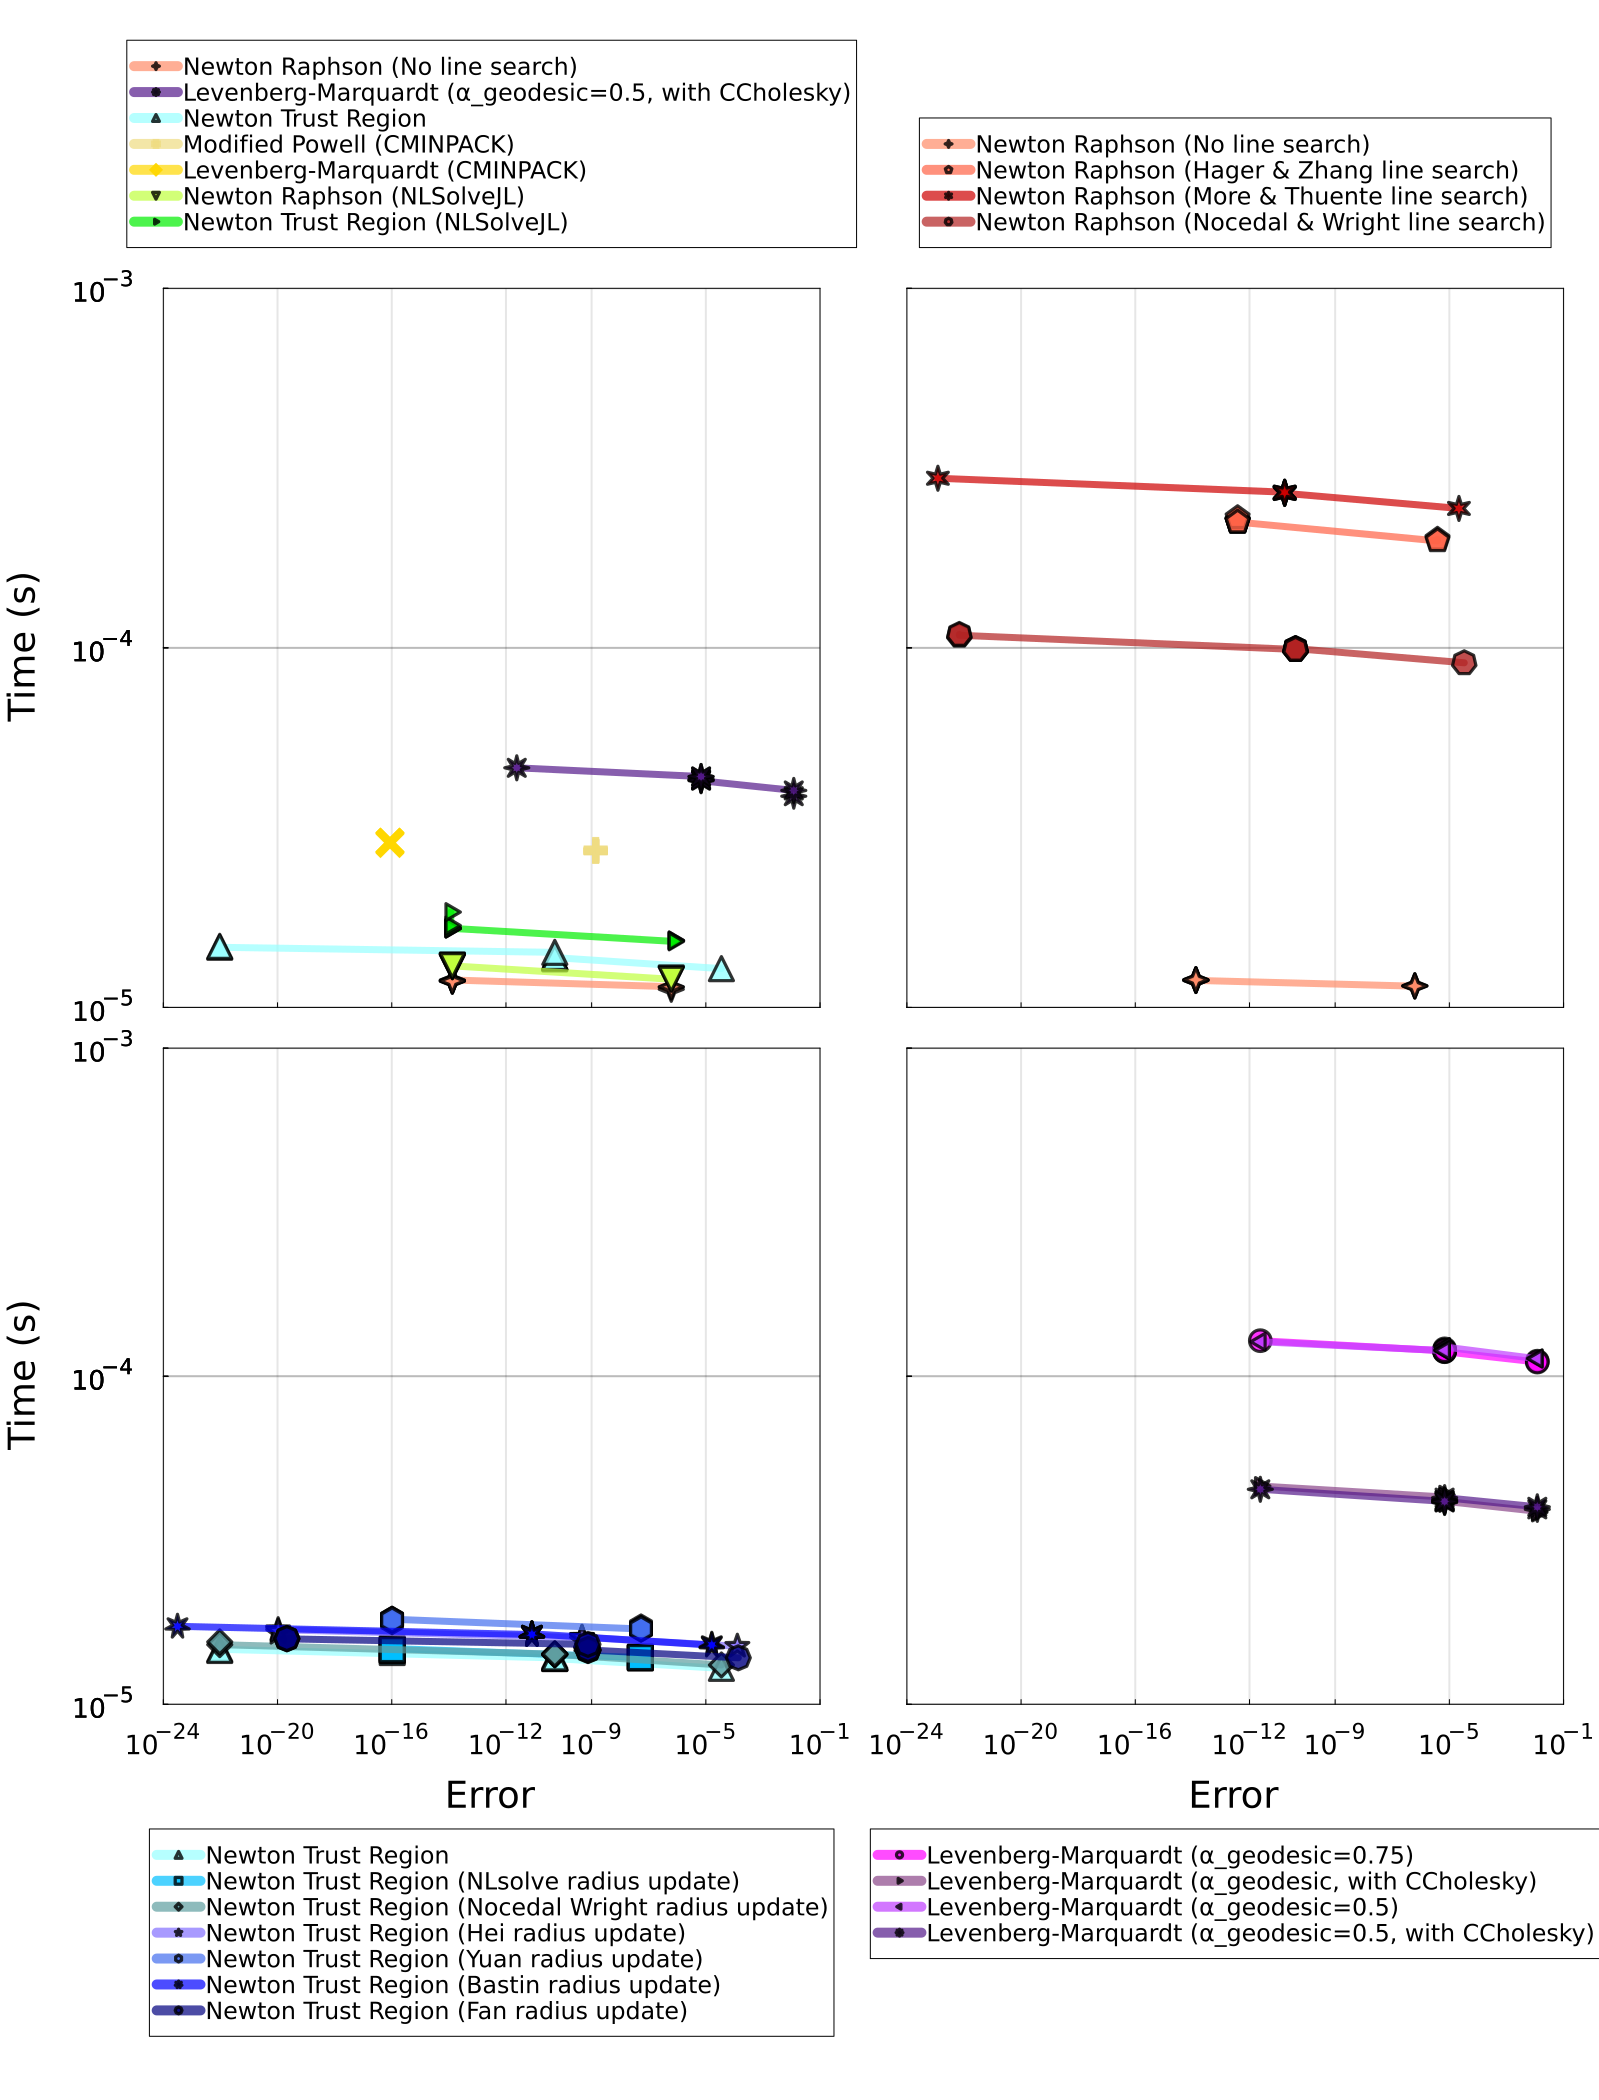 Newton Raphson (No line search)
Levenberg-Marquardt (α_geodesic=0.5, with CCholesky)
Newton Trust Region
Modified Powell (CMINPACK)
Levenberg-Marquardt (CMINPACK)
Newton Raphson (NLSolveJL)
Newton Trust Region (NLSolveJL)
Newton Raphson (No line search)
Newton Raphson (Hager & Zhang line search)
Newton Raphson (More & Thuente line search)
Newton Raphson (Nocedal & Wright line search)
10⁻³
10⁻⁴
10⁻⁵
Time (s)
10⁻³
10⁻⁴
10⁻⁵
Time (s)
10⁻²⁴ 10⁻²⁰ 10⁻¹⁶ 10⁻¹² 10⁻⁹ 10⁻⁵ 10⁻¹
Error
10⁻²⁴ 10⁻²⁰ 10⁻¹⁶ 10⁻¹² 10⁻⁹ 10⁻⁵ 10⁻¹
Error
Newton Trust Region
Newton Trust Region (NLsolve radius update)
Newton Trust Region (Nocedal Wright radius update)
Newton Trust Region (Hei radius update)
Newton Trust Region (Yuan radius update)
Newton Trust Region (Bastin radius update)
Newton Trust Region (Fan radius update)
Levenberg-Marquardt (α_geodesic=0.75)
Levenberg-Marquardt (α_geodesic, with CCholesky)
Levenberg-Marquardt (α_geodesic=0.5)
Levenberg-Marquardt (α_geodesic=0.5, with CCholesky)